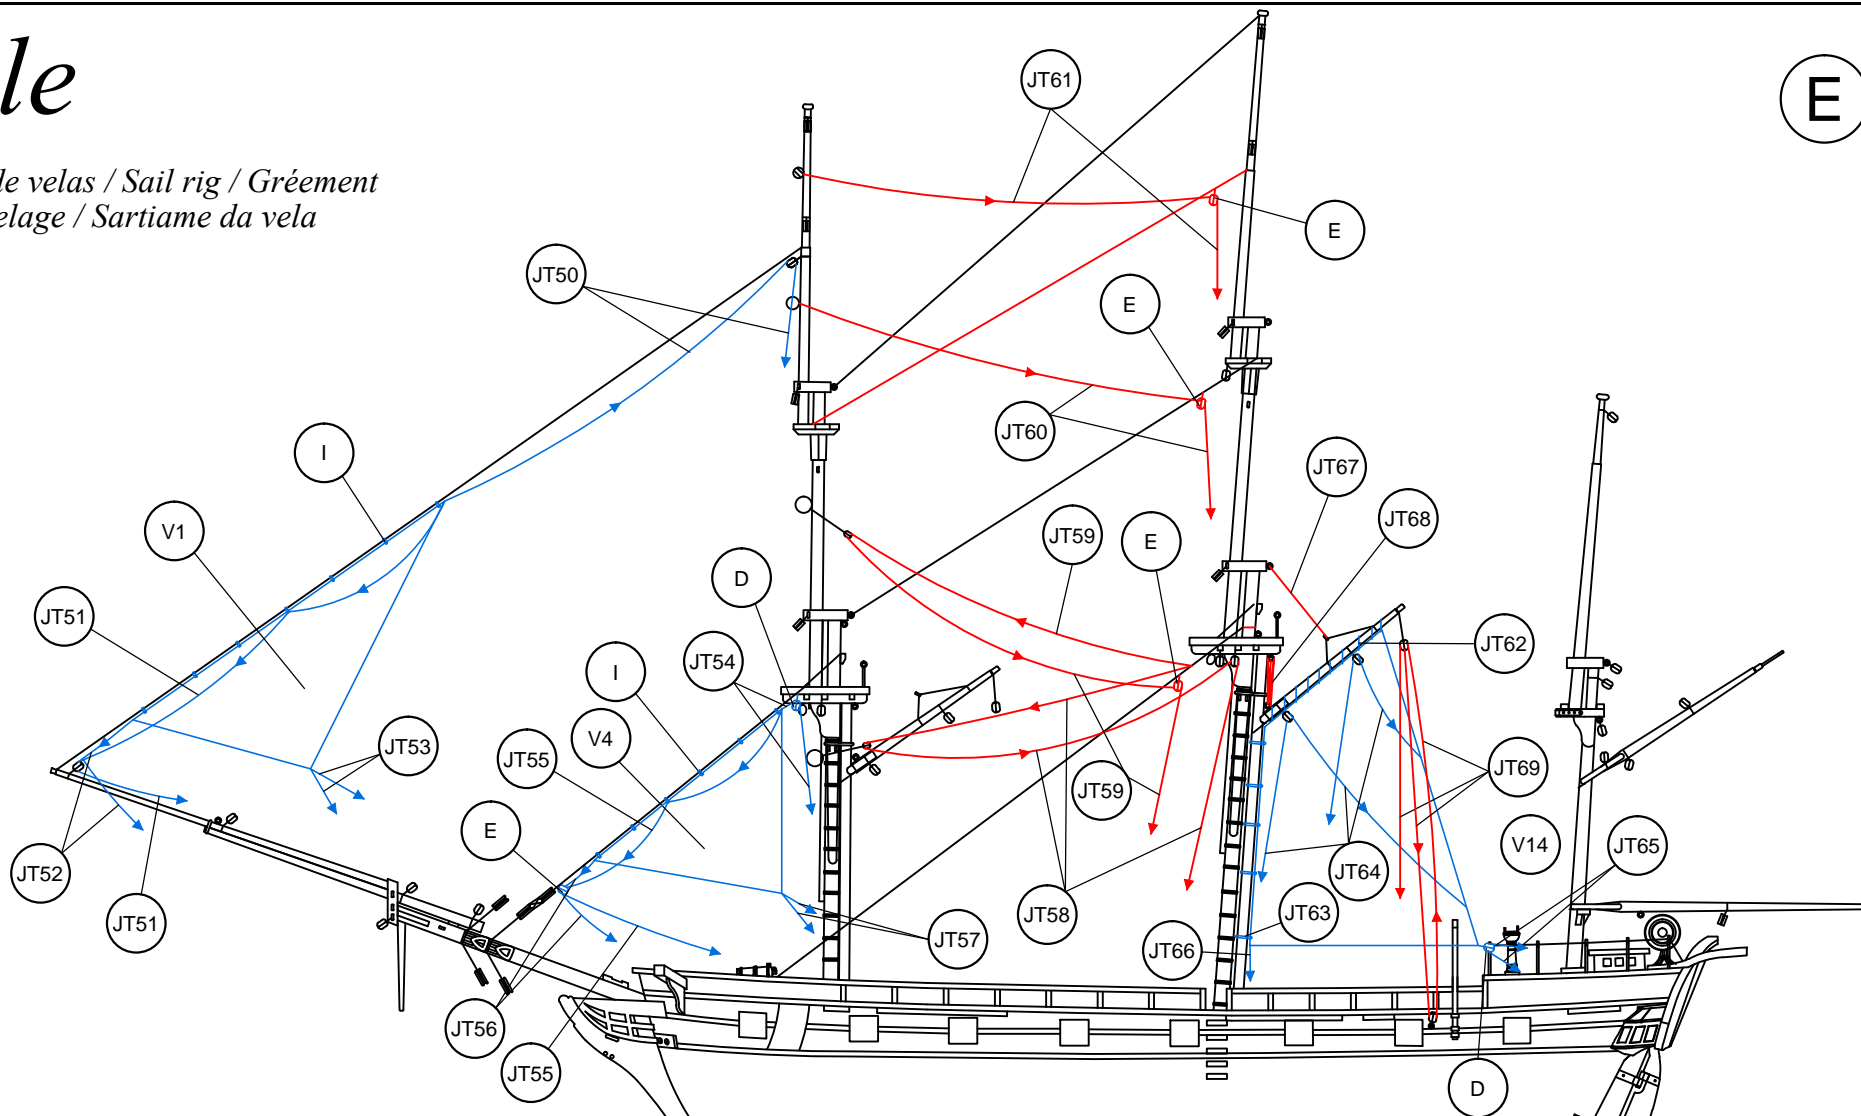 le
de velas / Sail rig / Gréement
elage / Sartiame da vela
E
JT61
E
JT50
E
JT60
I
V1
JT67
JT68
JT59
E
D
JT51
JT54
JT62
I
V4
JT53
JT55
JT69
JT59
E
V14
JT65
JT52
JT64
JT51
JT58
JT63
JT57
JT66
JT56
JT55
D